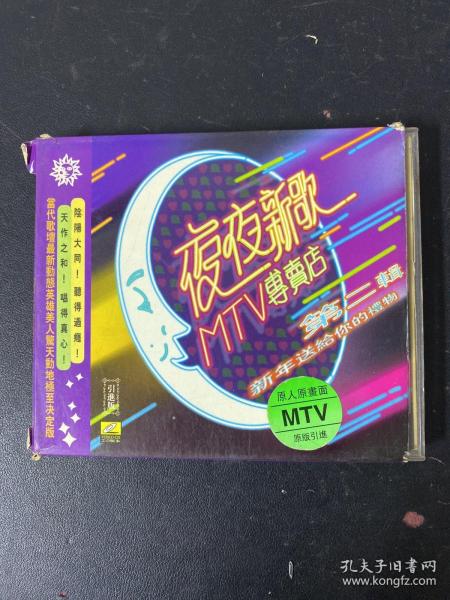 陰陽大同！聽得過癮！
天作之和！唱得真心！
當代歌壇最新動態英雄美人驚天動地極至決定版
夜夜新歌
MTV專賣店
第二輯
新年送給你的禮物
引進版
原人原畫面
MTV
原版引進
孔夫子旧书网
www.kongfz.com